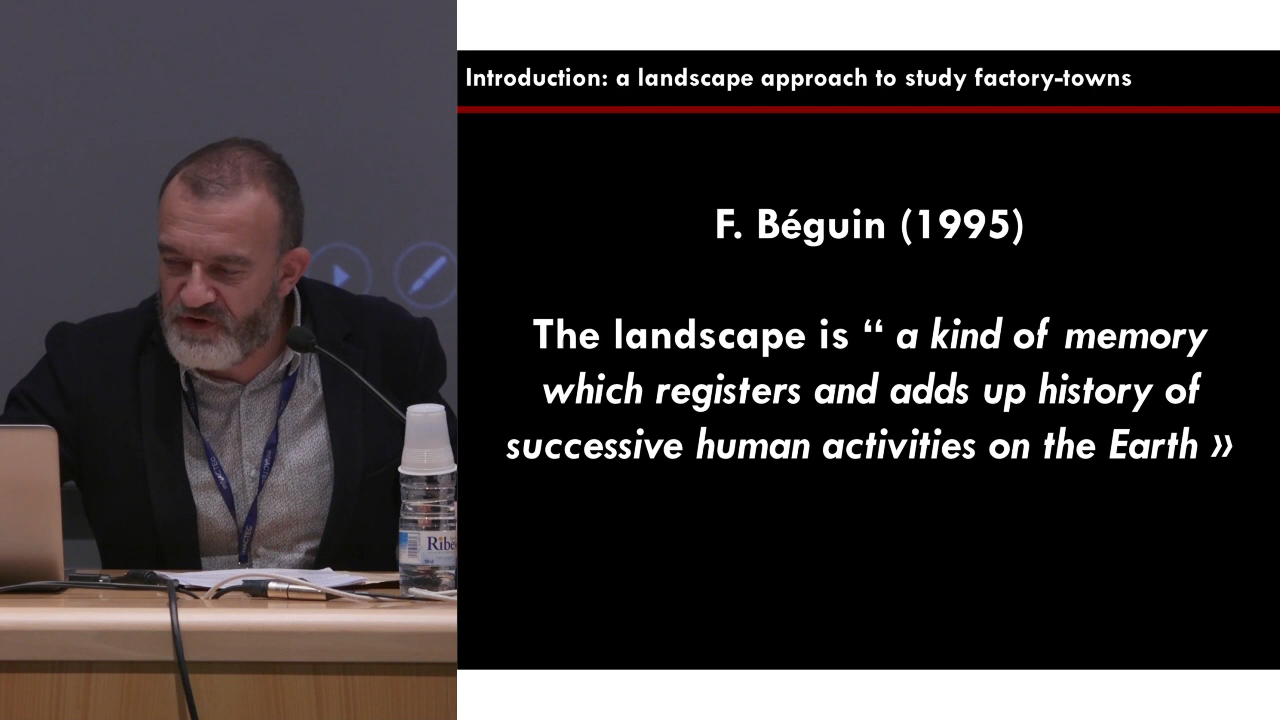 Introduction: a landscape approach to study factory-towns
F. Béguin (1995)
The landscape is “ a kind of memory
which registers and adds up history of
successive human activities on the Earth »